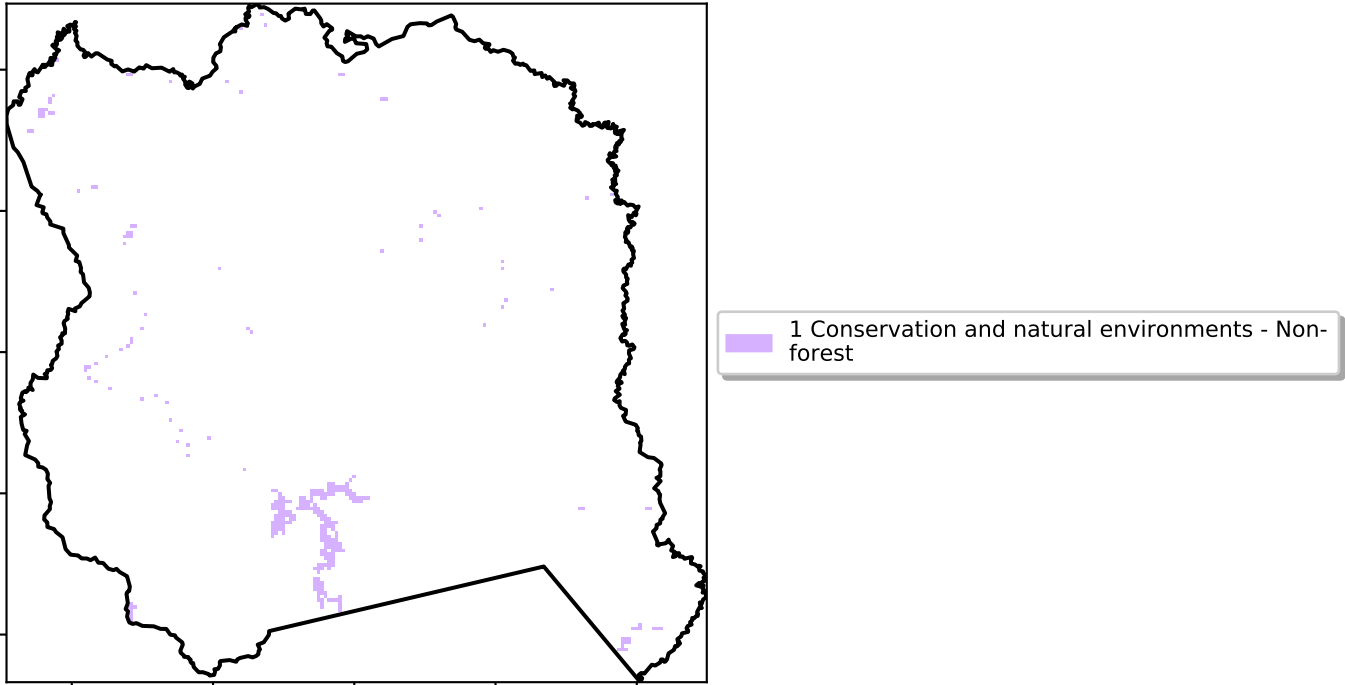 1 Conservation and natural environments - Non-
forest